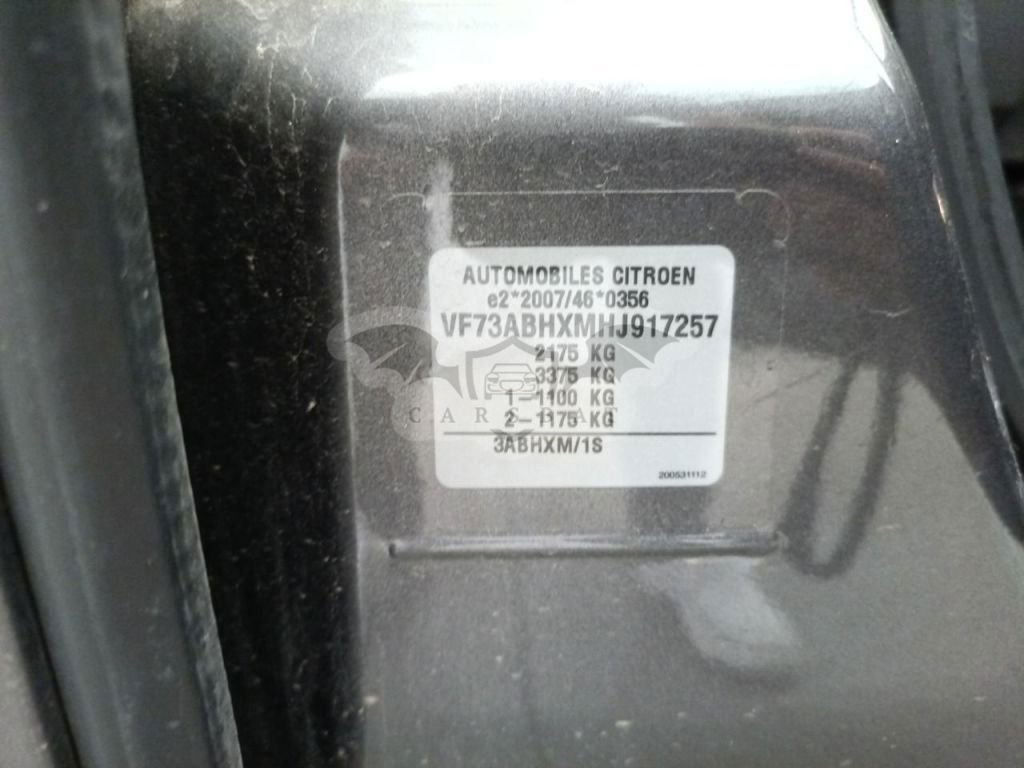 AUTOMOBILES CITROEN
e2*2007/46*0356
VF73ABHXMHJ917257
2175 KG
3375 KG
1-1100 KG
2-1175 KG
CARSBAT
3ABHXM/1S
200531112